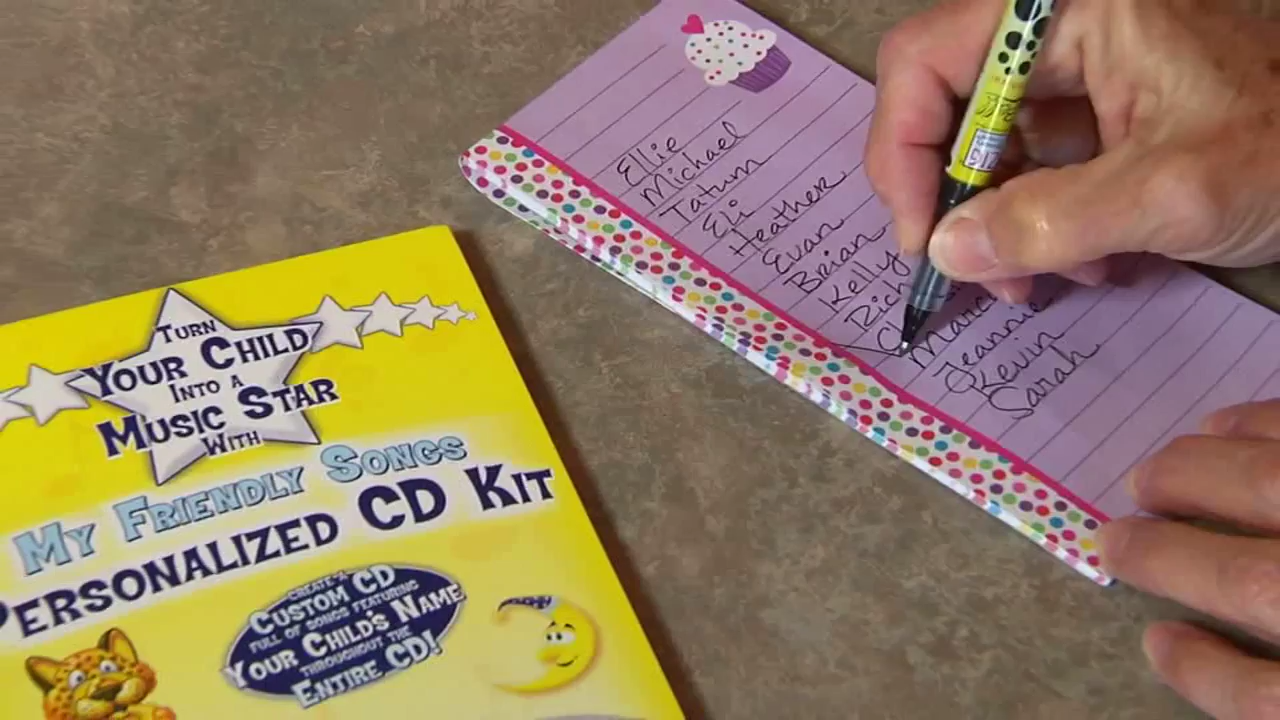 TURN
YOUR CHILD
INTO A
MUSIC STAR
WITH
MY FRIENDLY SONGS
PERSONALIZED CD KIT
CREATE A
CUSTOM CD
FULL OF SONGS FEATURING
YOUR CHILD'S NAME
THROUGHOUT THE
ENTIRE CD!
Ellie
Michael
Tatum
Eli
Heather
Evan
Brian
Kelly
Rich
Jeannie
Kevin
Sarah